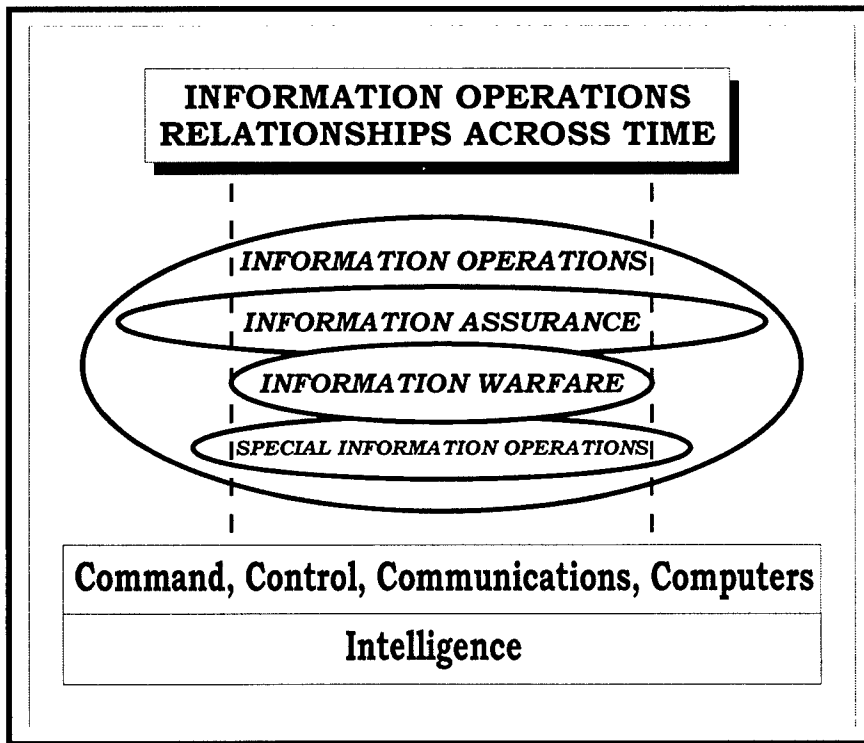 INFORMATION OPERATIONS
RELATIONSHIPS ACROSS TIME
INFORMATION OPERATIONS
INFORMATION ASSURANCE
INFORMATION WARFARE
SPECIAL INFORMATION OPERATIONS
Command, Control, Communications, Computers
Intelligence